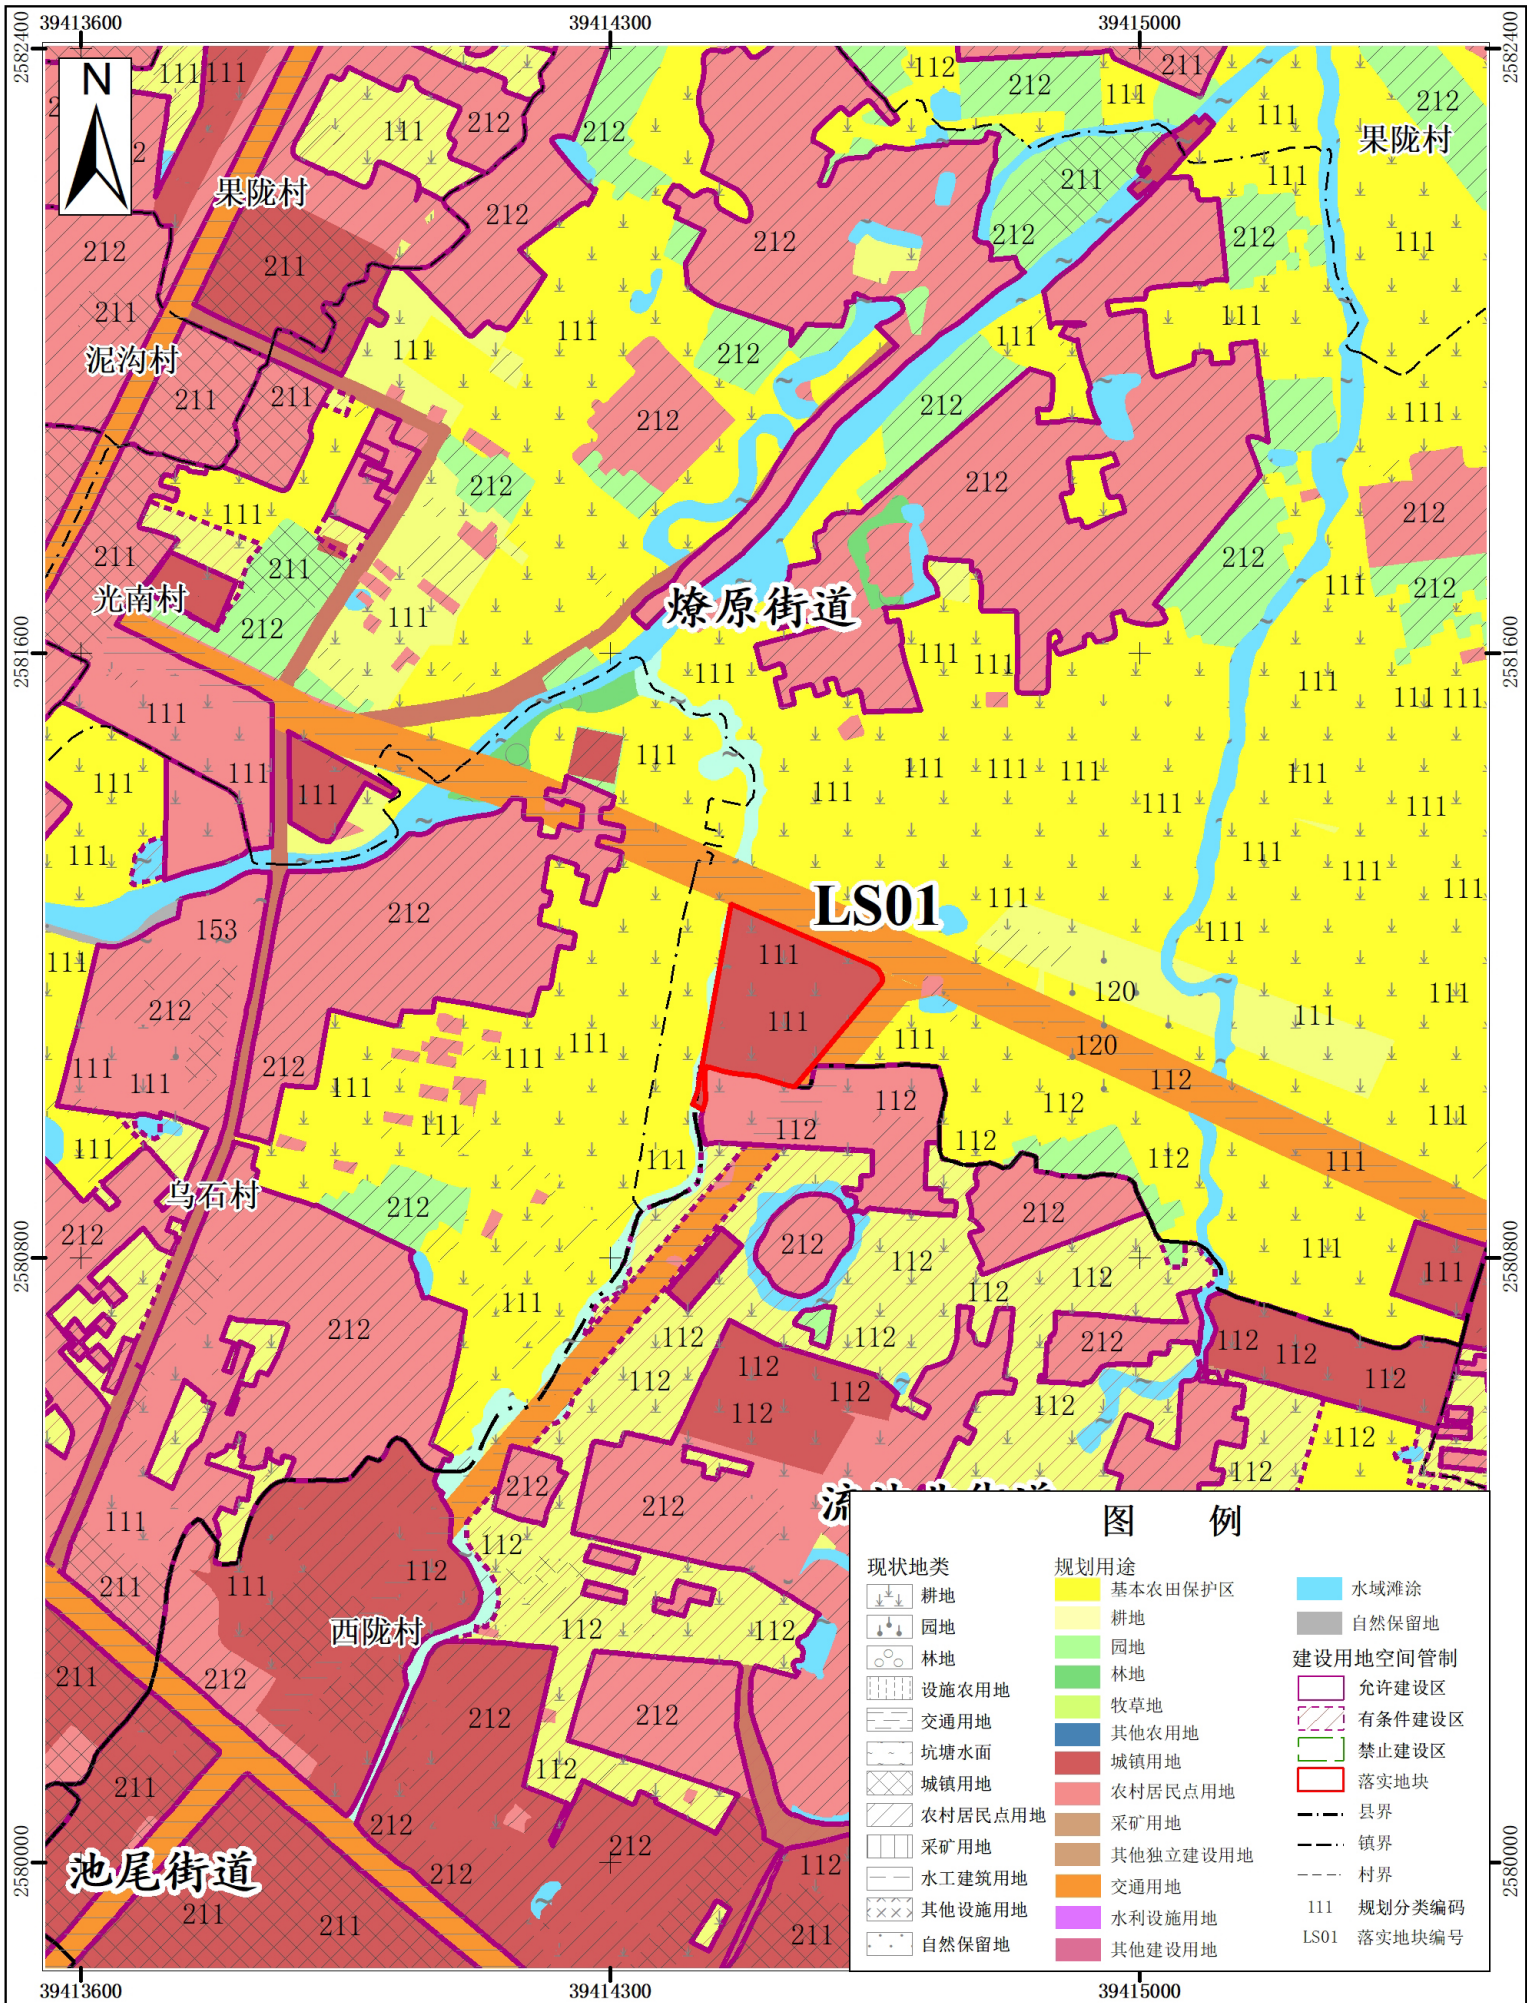 39413600 39414300 39415000
2582400 2582400
N
111 111 112 212 111 211 212
111 212 212 111 果陇村
果陇村 211 111
212 212 212 212 111
212 211
211 111 111 111 111
泥沟村 111 212
211 211 212 212 111
212 212 212
111 212
211 211 212 111 212
光南村 111 燎原街道
212
2581600 2581600
111 111 111 111 111 111
111
111 111 111 111 111 111 111 111 111
111 111 111 111
111 111 111 111
LS01
153 212 111 111
111 111
212 111 120 111
111 111 111 111 120
111 111 212 111 111 112
112 112
111 111 112 112 111
111 112 112 111
乌石村 212
212 212 212 112 111
2580800 2580800
112 111
111 112
212 112 112 212 112 112
112 112 112 112
112 112 112
112 112
212 212
111 112
211 111 112
西陇村 112 112
211 212
212 212
211 112
212 212
池尾街道 212 112
211 211 211
2580000 2580000
图 例
现状地类
耕地
园地
林地
设施农用地
交通用地
坑塘水面
城镇用地
农村居民点用地
采矿用地
水工建筑用地
其他设施用地
自然保留地
规划用途
基本农田保护区
耕地
园地
林地
牧草地
其他农用地
城镇用地
农村居民点用地
采矿用地
其他独立建设用地
交通用地
水利设施用地
其他建设用地
水域滩涂
自然保留地
建设用地空间管制
允许建设区
有条件建设区
禁止建设区
落实地块
县界
镇界
村界
111 规划分类编码
LS01 落实地块编号
39413600 39414300 39415000